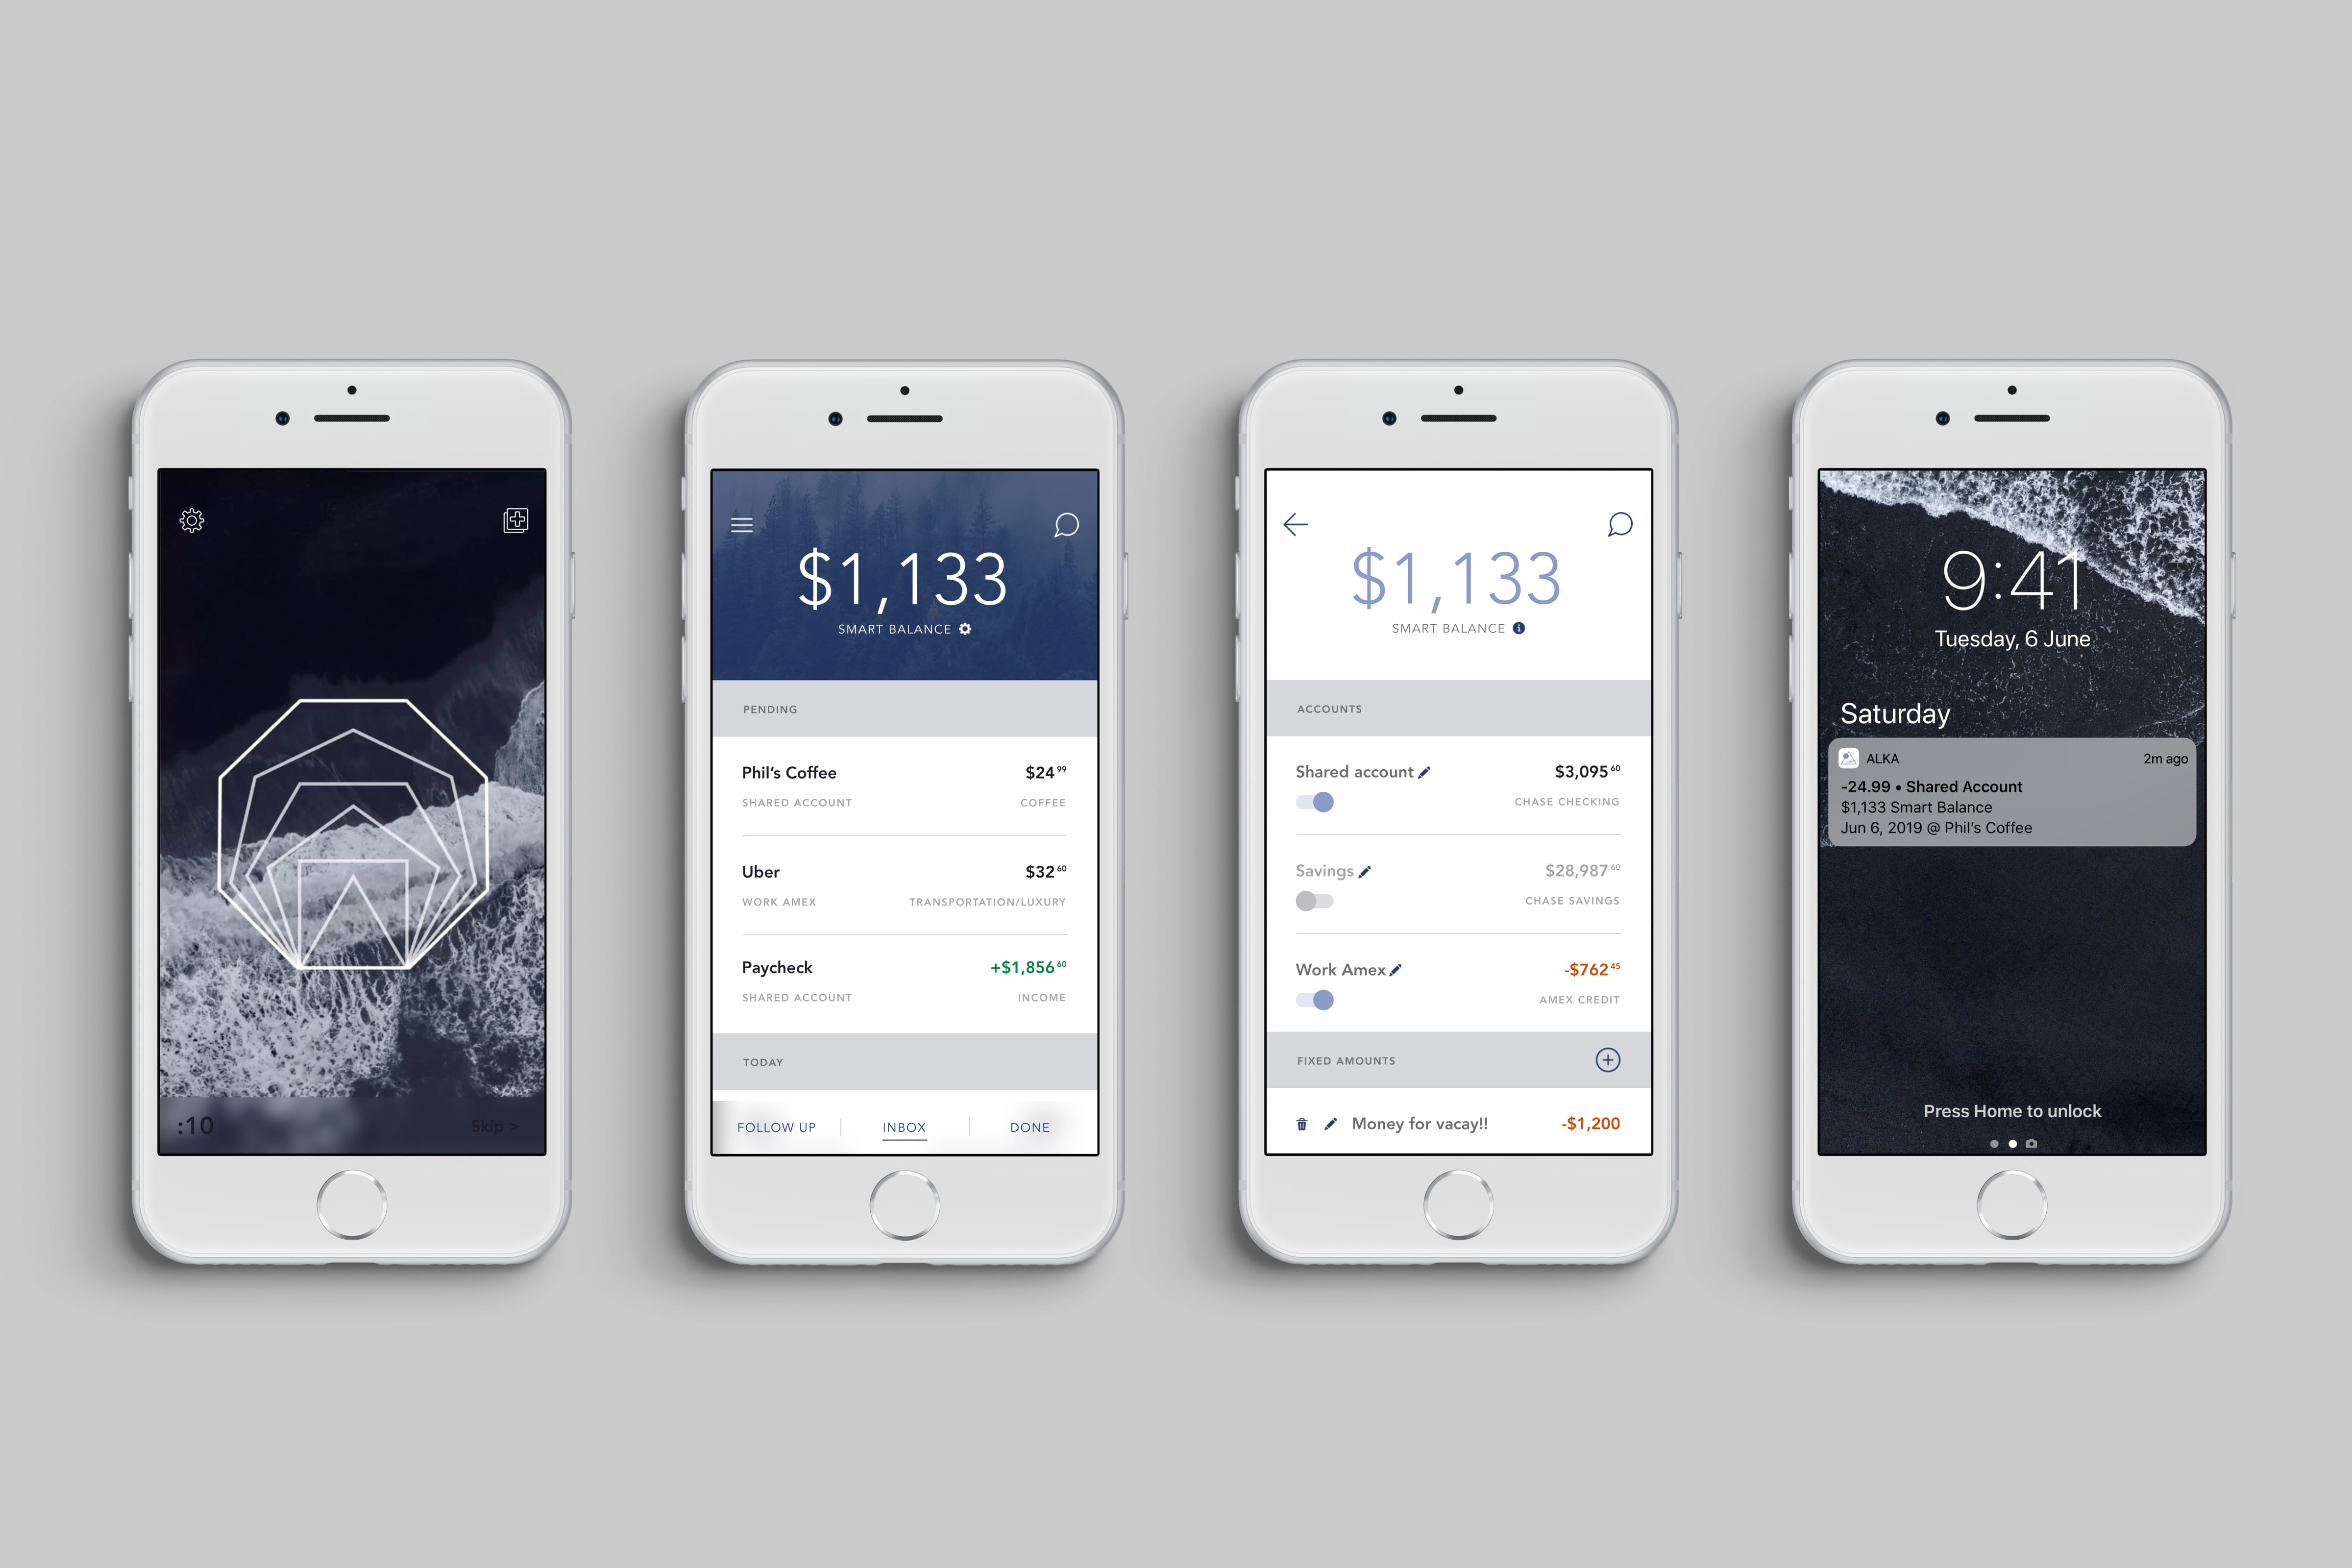 :10
Skip >
$1,133
SMART BALANCE
PENDING
Phil's Coffee $24 99
SHARED ACCOUNT COFFEE
Uber $32 60
WORK AMEX TRANSPORTATION/LUXURY
Paycheck +$1,856 60
SHARED ACCOUNT INCOME
TODAY
FOLLOW UP INBOX DONE
$1,133
SMART BALANCE
ACCOUNTS
Shared account $3,095 60
CHASE CHECKING
Savings $28,987 60
CHASE SAVINGS
Work Amex -$762 45
AMEX CREDIT
FIXED AMOUNTS
Money for vacay!! -$1,200
9:41
Tuesday, 6 June
Saturday
ALKA 2m ago
-24.99 • Shared Account
$1,133 Smart Balance
Jun 6, 2019 @ Phil's Coffee
Press Home to unlock